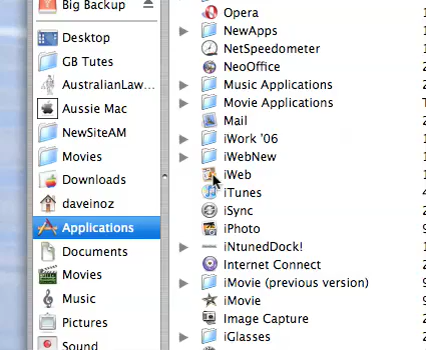 Big Backup
Desktop
GB Tutes
AustralianLaw...
Aussie Mac
NewSiteAM
Movies
Downloads
daveinoz
Applications
Documents
Movies
Music
Pictures
Sound
Opera
NewApps
NetSpeedometer
NeoOffice
Music Applications
Movie Applications
Mail
iWork '06
iWebNew
iWeb
iTunes
iSync
iPhoto
iNtunedDock!
Internet Connect
iMovie (previous version)
iMovie
Image Capture
iGlasses